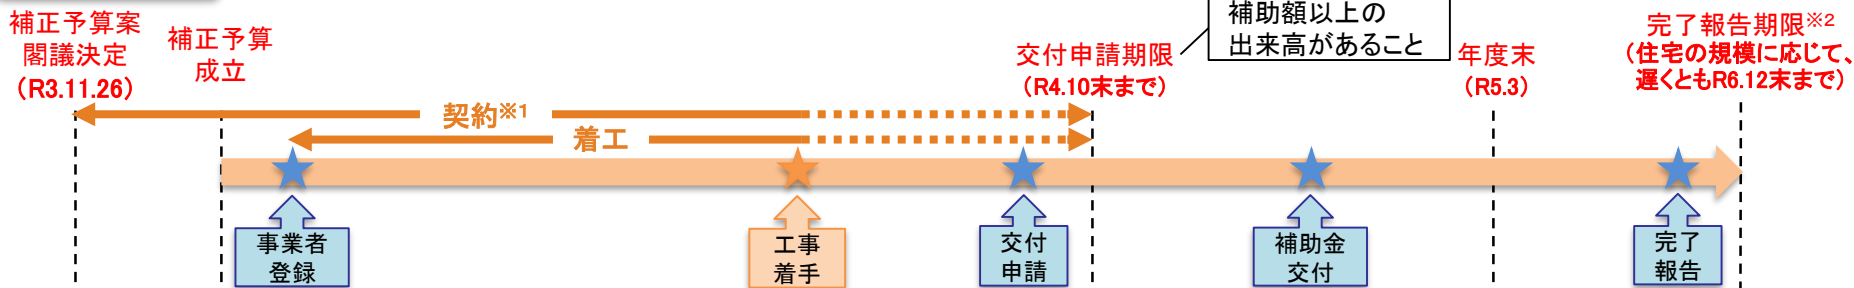 補正予算案
閣議決定
（R3.11.26）
補正予算
成立
補助額以上の
出来高があること
交付申請期限
（R4.10末まで）
年度末
（R5.3）
完了報告期限※2
（住宅の規模に応じて、
遅くともR6.12末まで）
契約※1
着工
事業者
登録
工事
着手
交付
申請
補助金
交付
完了
報告